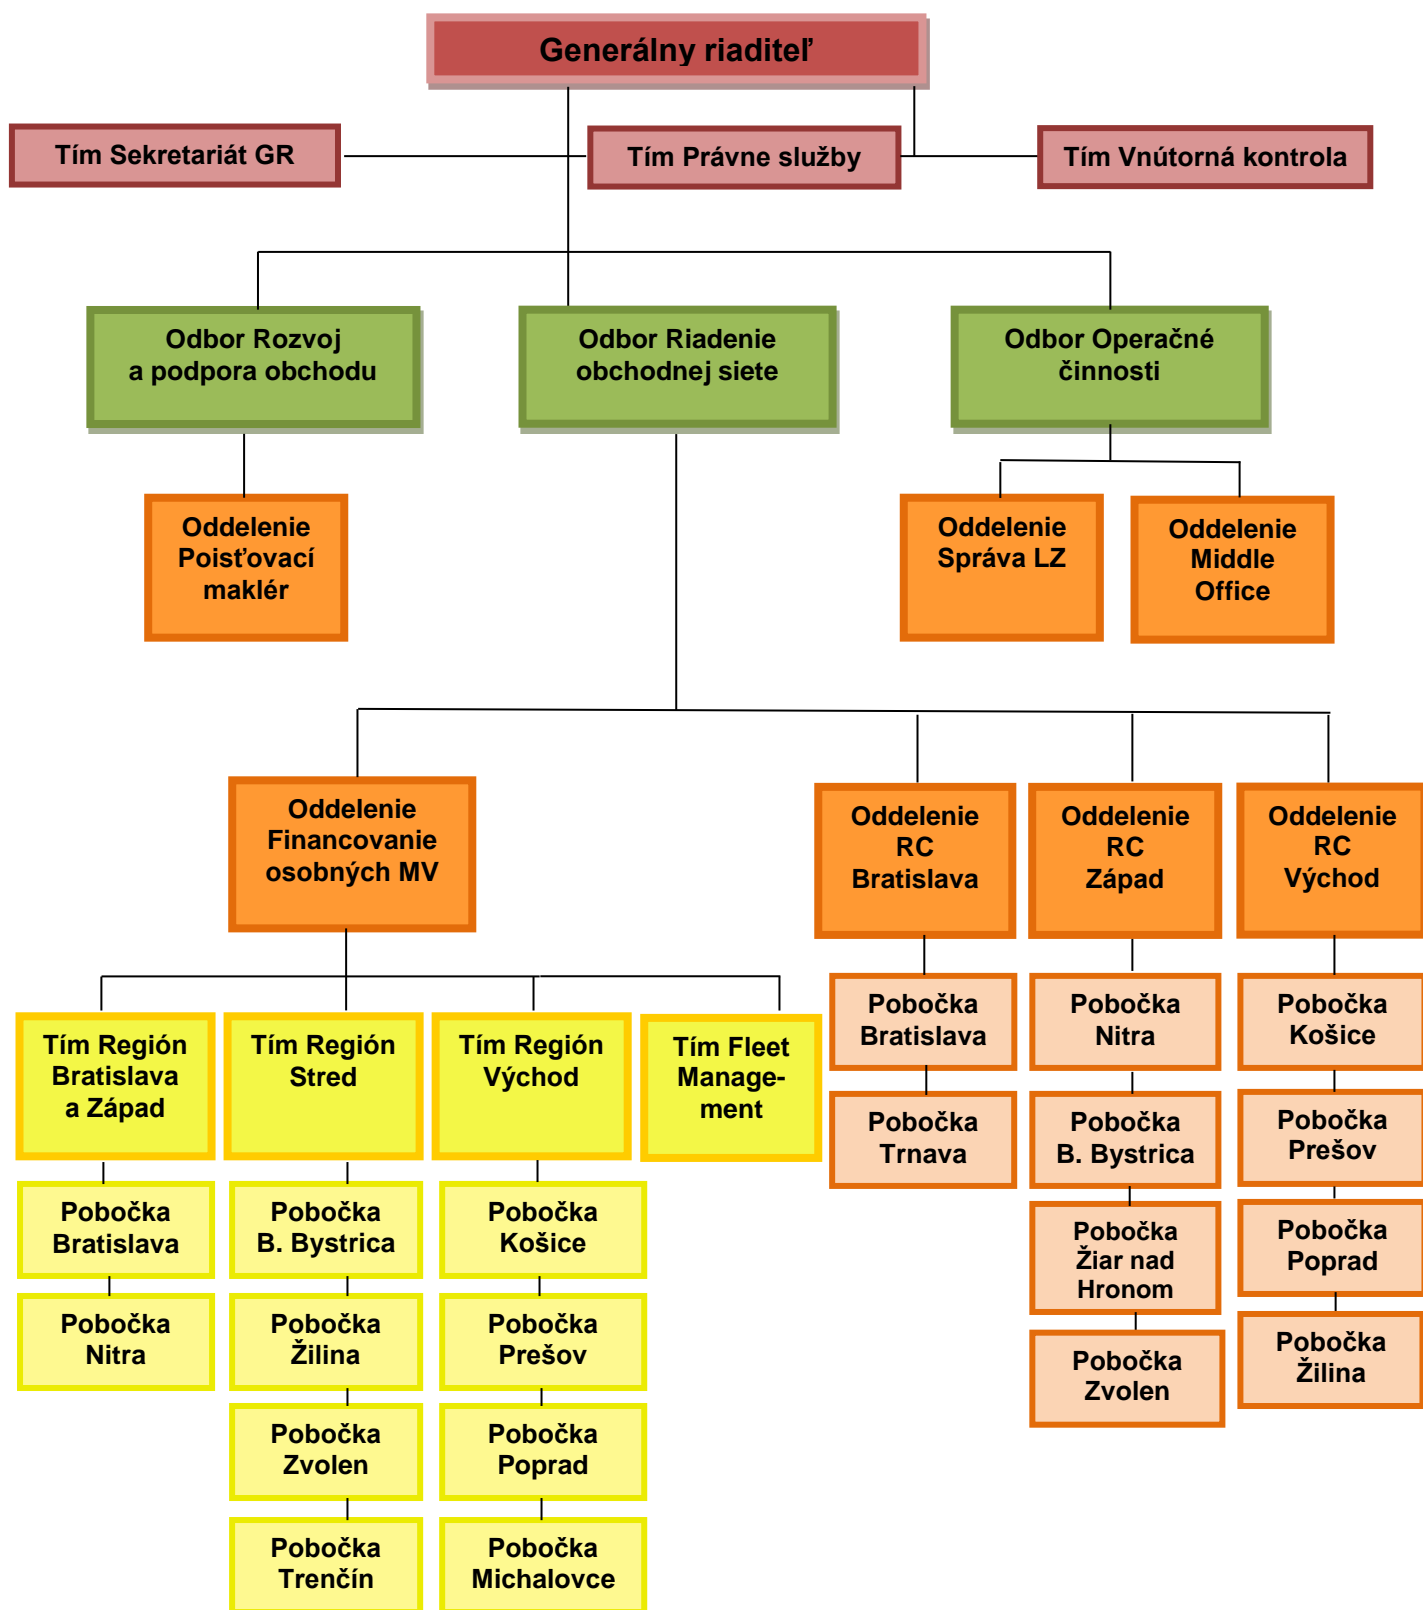 Generálny riaditeľ
Tím Sekretariát GR
Tím Právne služby
Tím Vnútorná kontrola
Odbor Rozvoj
a podpora obchodu
Odbor Riadenie
obchodnej siete
Odbor Operačné
činnosti
Oddelenie
Poisťovací
maklér
Oddelenie
Správa LZ
Oddelenie
Middle
Office
Oddelenie
Financovanie
osobných MV
Oddelenie
RC
Bratislava
Oddelenie
RC
Západ
Oddelenie
RC
Východ
Tím Región
Bratislava
a Západ
Tím Región
Stred
Tím Región
Východ
Tím Fleet
Manage-
ment
Pobočka
Bratislava
Pobočka
Nitra
Pobočka
B. Bystrica
Pobočka
Žilina
Pobočka
Zvolen
Pobočka
Trenčín
Pobočka
Košice
Pobočka
Prešov
Pobočka
Poprad
Pobočka
Michalovce
Pobočka
Bratislava
Pobočka
Trnava
Pobočka
Nitra
Pobočka
B. Bystrica
Pobočka
Žiar nad
Hronom
Pobočka
Zvolen
Pobočka
Košice
Pobočka
Prešov
Pobočka
Poprad
Pobočka
Žilina